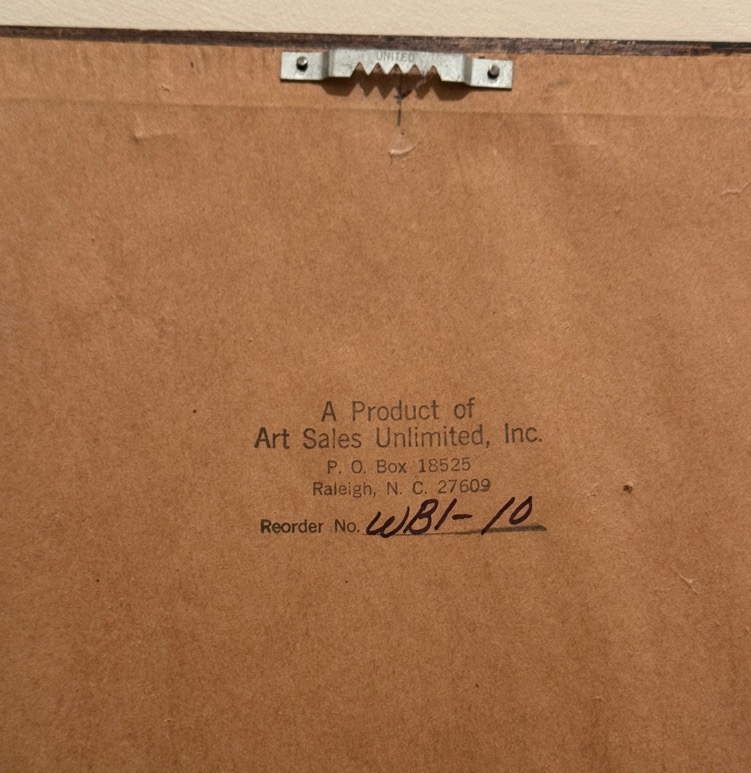 UNITED
A Product of
Art Sales Unlimited, Inc.
P. O. Box 18525
Raleigh, N. C. 27609
Reorder No. WB1-10